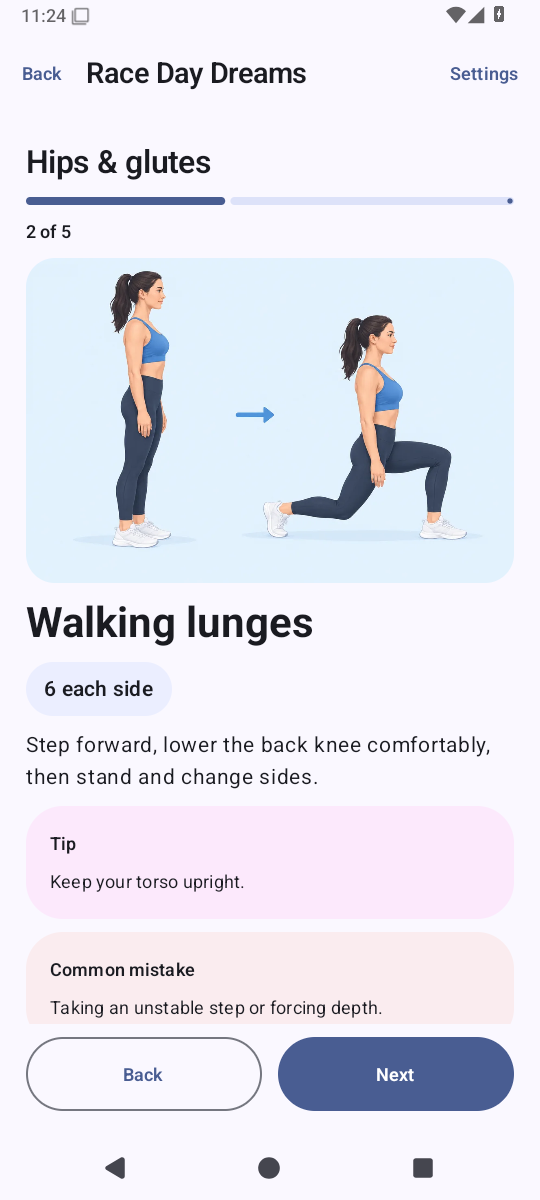 11:24
Back Race Day Dreams Settings
Hips & glutes
2 of 5
Walking lunges
6 each side
Step forward, lower the back knee comfortably,
then stand and change sides.
Tip
Keep your torso upright.
Common mistake
Taking an unstable step or forcing depth.
Back Next